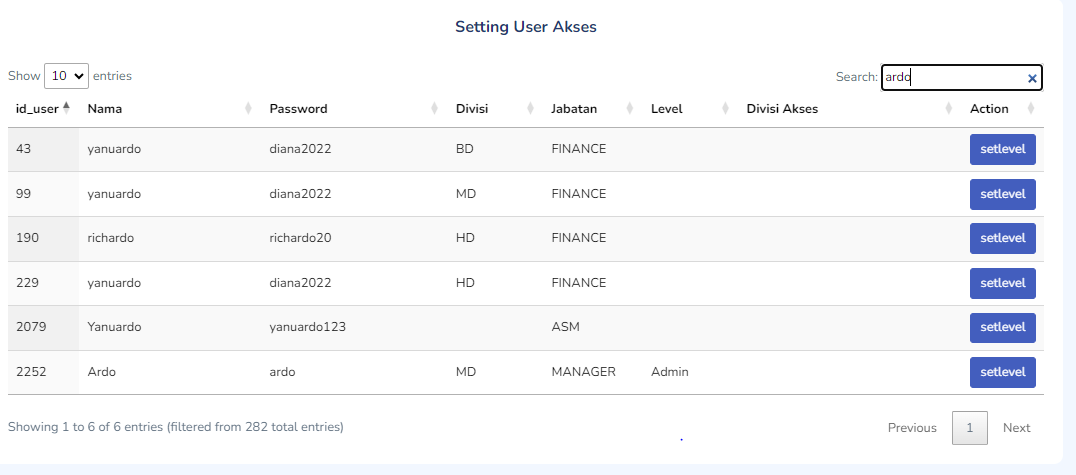 Setting User Akses
Show 10 entries Search: ardo ×
id_user Nama Password Divisi Jabatan Level Divisi Akses Action
43 yanuardo diana2022 BD FINANCE setlevel
99 yanuardo diana2022 MD FINANCE setlevel
190 richardo richardo20 HD FINANCE setlevel
229 yanuardo diana2022 HD FINANCE setlevel
2079 Yanuardo yanuardo123 ASM setlevel
2252 Ardo ardo MD MANAGER Admin setlevel
Showing 1 to 6 of 6 entries (filtered from 282 total entries) Previous 1 Next